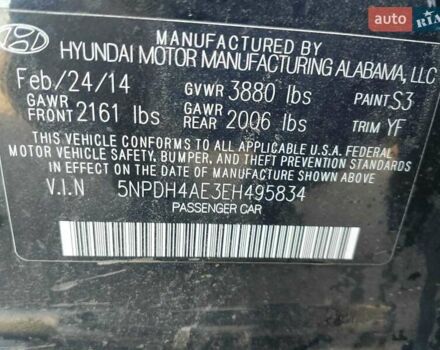 auto
RIA
MANUFACTURED BY
HYUNDAI MOTOR MANUFACTURING ALABAMA, LLC
Feb/24/14 GVWR 3880 lbs PAINT S3
GAWR FRONT 2161 lbs GAWR REAR 2006 lbs TRIM YF
THIS VEHICLE CONFORMS TO ALL APPLICABLE U.S.A. FEDERAL
MOTOR VEHICLE SAFETY, BUMPER, AND THEFT PREVENTION STANDARDS
IN EFFECT ON THE DATE OF MANUFACTURE SHOWN ABOVE.
V.I.N 5NPDH4AE3EH495834
PASSENGER CAR